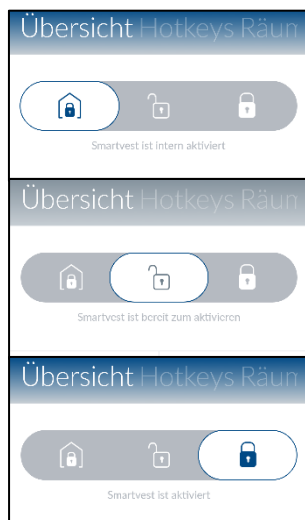 Übersicht Hotkeys Räum
Smartvest ist intern aktiviert
Übersicht Hotkeys Räum
Smartvest ist bereit zum aktivieren
Übersicht Hotkeys Räum
Smartvest ist aktiviert